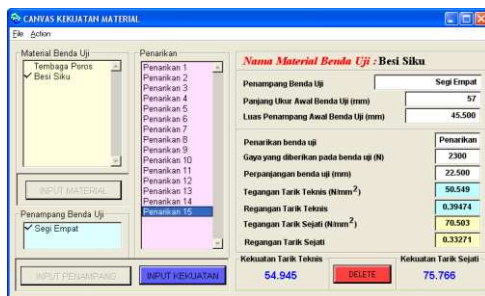 CANVAS KEKUATAN MATERIAL
File Action
Material Benda Uji
Tembaga Poros
Besi Siku
INPUT MATERIAL
Penampang Benda Uji
Segi Empat
INPUT PENAMPANG
Penarikan
Penarikan 1
Penarikan 2
Penarikan 3
Penarikan 4
Penarikan 5
Penarikan 6
Penarikan 7
Penarikan 8
Penarikan 9
Penarikan 10
Penarikan 11
Penarikan 12
Penarikan 13
Penarikan 14
Penarikan 15
INPUT KEKUATAN
Nama Material Benda Uji : Besi Siku
Penampang Benda Uji Segi Empat
Panjang Ukur Awal Benda Uji (mm) 57
Luas Penampang Awal Benda Uji (mm) 45.500
Penarikan benda uji Penarikan
Gaya yang diberikan pada benda uji (N) 2300
Perpanjangan benda uji (mm) 22.500
Tegangan Tarik Teknis (N/mm²) 50.549
Regangan Tarik Teknis 0.39474
Tegangan Tarik Sejati (N/mm²) 70.503
Regangan Tarik Sejati 0.33271
Kekuatan Tarik Teknis
54.945
DELETE
Kekuatan Tarik Sejati
75.766